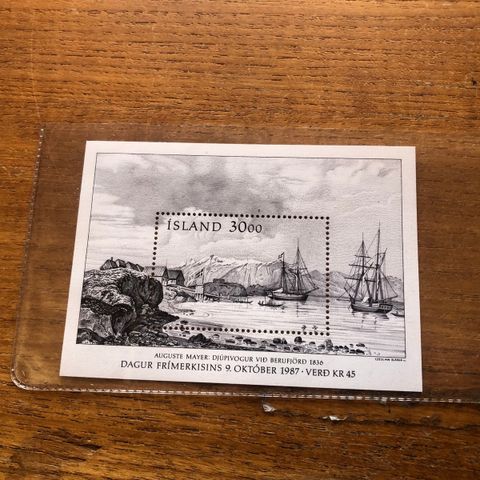 ÍSLAND 30⁰⁰
AUGUSTE MAYER: DJÚPIVOGUR VIÐ BERUFJÖRÐ 1836
DAGUR FRÍMERKISINS 9. OKTÓBER 1987 · VERÐ KR 45